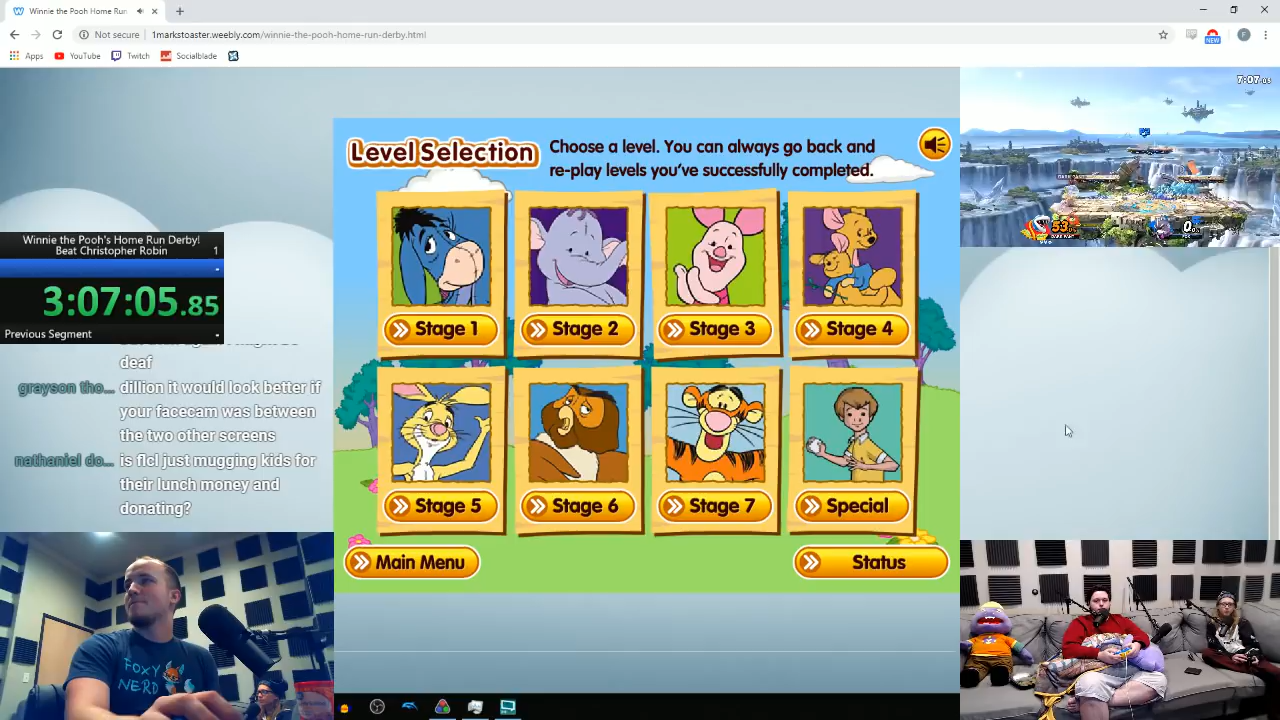 Winnie the Pooh Home Run
Not secure
1markstoaster.weebly.com/winnie-the-pooh-home-run-derby.html
NEW
F
Apps
YouTube
Twitch
Socialblade
7:07.05
Level Selection
Choose a level. You can always go back and
re-play levels you've successfully completed.
Winnie the Pooh's Home Run Derby!
Beat Christopher Robin 1
-
3:07:05.85
Previous Segment -
deaf
grayson tho... dillion it would look better if
your facecam was between
the two other screens
nathaniel do... is flcl just mugging kids for
their lunch money and
donating?
Stage 1
Stage 2
Stage 3
Stage 4
Stage 5
Stage 6
Stage 7
Special
Main Menu
Status
FOXY
NERD